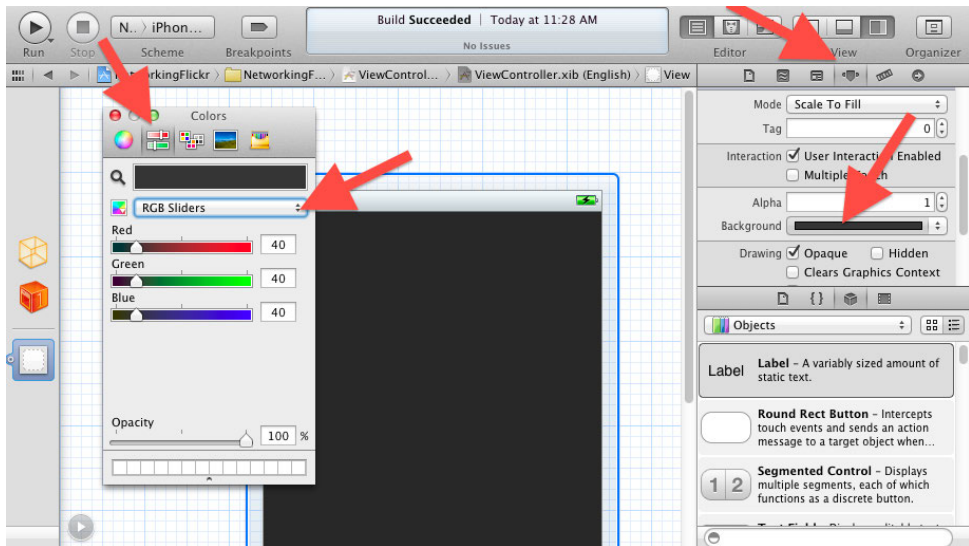 Build Succeeded | Today at 11:28 AM
No Issues
N.. › iPhon...
Run Stop Scheme Breakpoints Editor View Organizer
NetworkingF... › ViewControl... › ViewController.xib (English) › View
Colors
RGB Sliders
Red
40
Green
40
Blue
40
Opacity
100 %
Mode Scale To Fill
Tag 0
Interaction User Interaction Enabled
Multiple Touch
Alpha 1
Background
Drawing Opaque Hidden
Clears Graphics Context
Objects
Label Label – A variably sized amount of
static text.
Round Rect Button – Intercepts
touch events and sends an action
message to a target object when...
1 2 Segmented Control – Displays
multiple segments, each of which
functions as a discrete button.